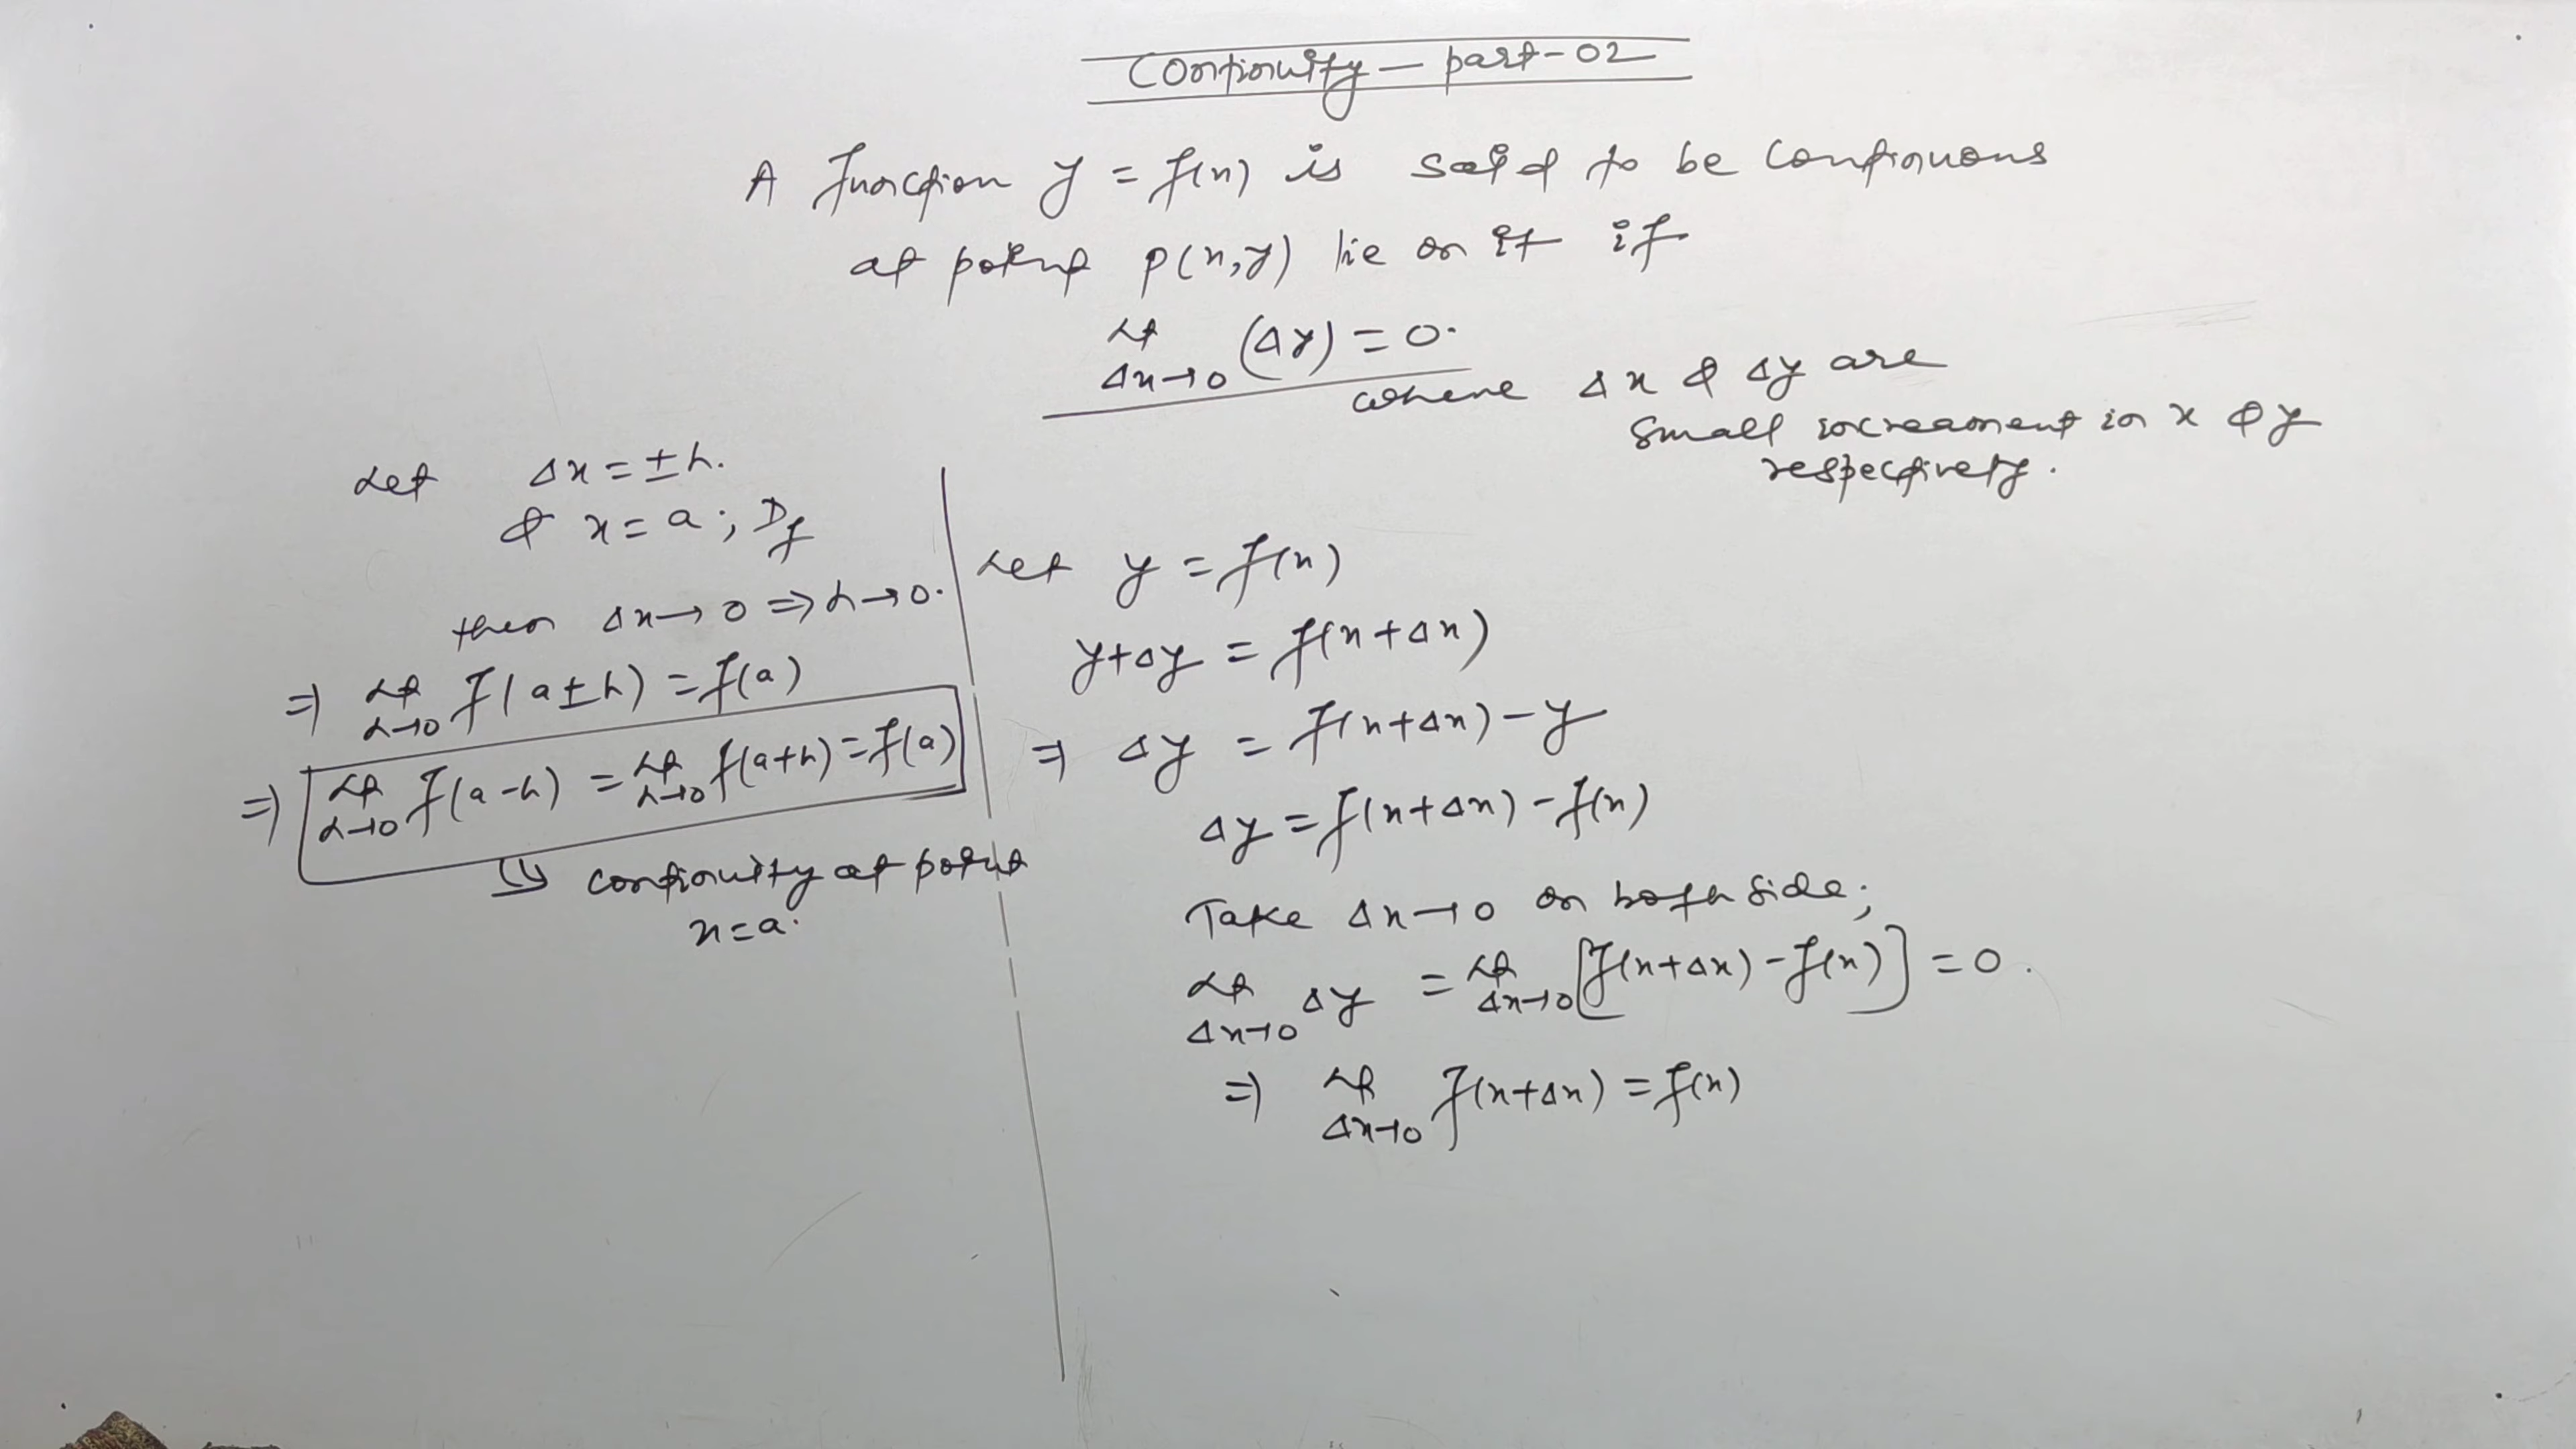 Continuity — part-02
A function y = f(x) is said to be continuous
at point p(x,y) lie on it if
Lt Δx→0 (Δy) = 0.
where Δx & Δy are
small increament in x & y
respectively.
Let Δx = ±h.
& x = a ; Df
then Δx→0 ⇒ h→0.
⇒ Lt h→0 f(a±h) = f(a)
⇒ Lt h→0 f(a-h) = Lt h→0 f(a+h) = f(a)
↳ continuity at point
x=a.
Let y = f(x)
y+Δy = f(x+Δx)
⇒ Δy = f(x+Δx) - y
Δy = f(x+Δx) - f(x)
Take Δx→0 on both side;
Lt Δx→0 Δy = Lt Δx→0 [f(x+Δx) - f(x)] = 0.
⇒ Lt Δx→0 f(x+Δx) = f(x)